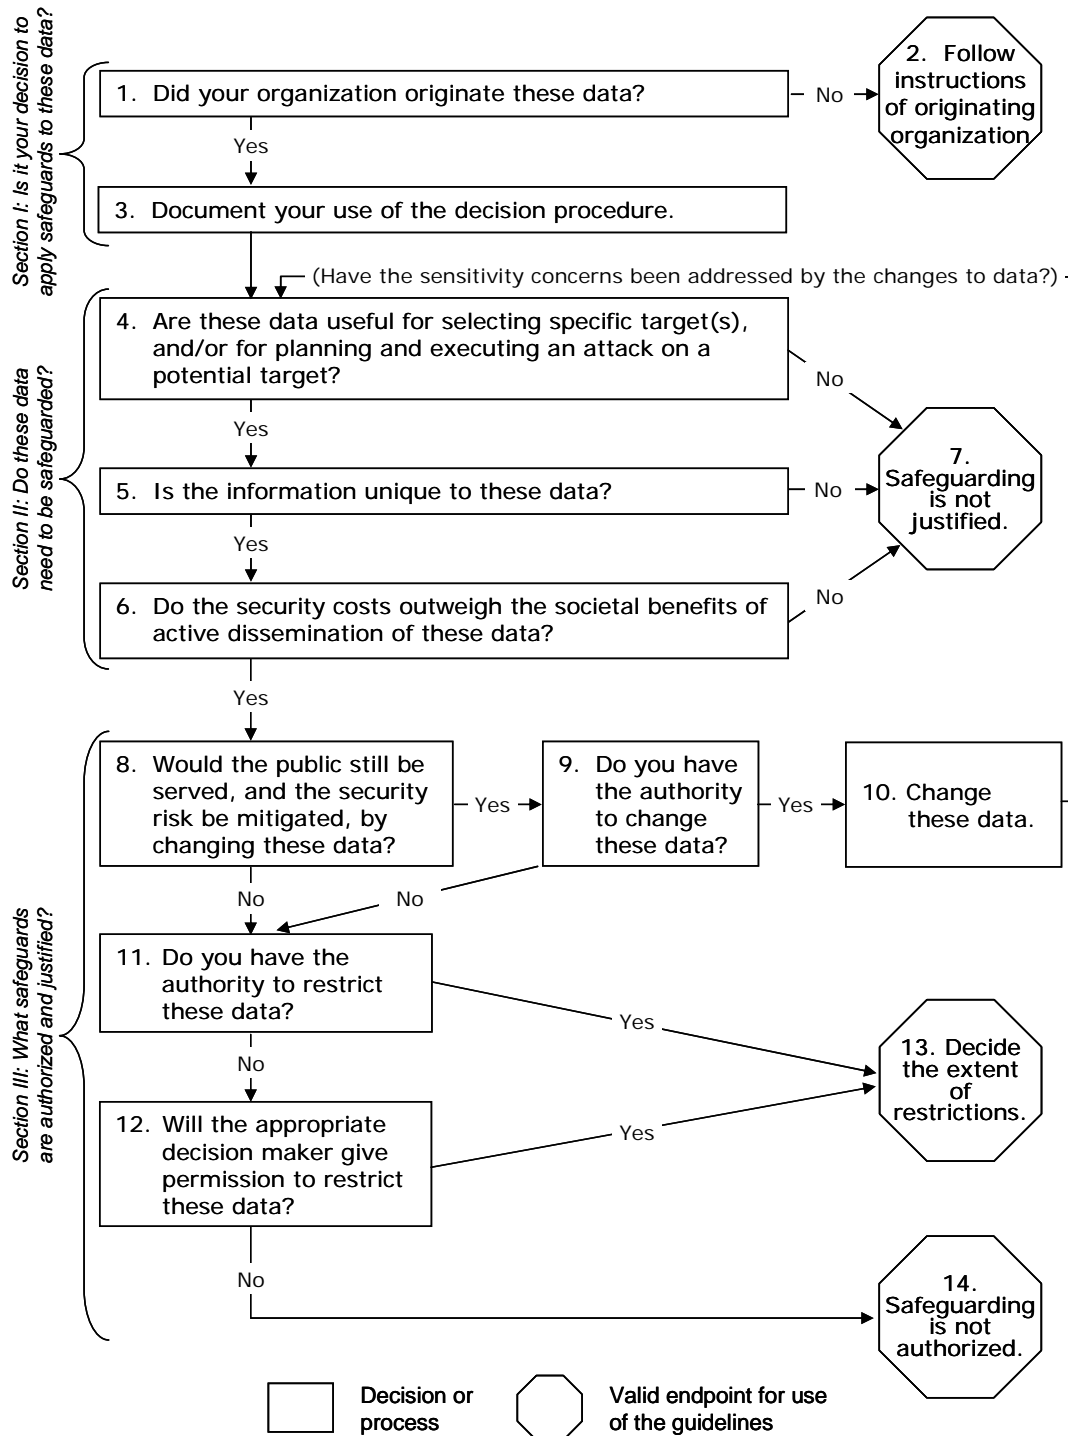 Section I: Is it your decision to
apply safeguards to these data?
1. Did your organization originate these data?
No
2. Follow
instructions
of originating
organization
Yes
3. Document your use of the decision procedure.
(Have the sensitivity concerns been addressed by the changes to data?)
Section II: Do these data
need to be safeguarded?
4. Are these data useful for selecting specific target(s),
and/or for planning and executing an attack on a
potential target?
No
Yes
5. Is the information unique to these data?
No
7.
Safeguarding
is not
justified.
Yes
6. Do the security costs outweigh the societal benefits of
active dissemination of these data?
No
Yes
Section III: What safeguards
are authorized and justified?
8. Would the public still be
served, and the security
risk be mitigated, by
changing these data?
Yes
9. Do you have
the authority
to change
these data?
Yes
10. Change
these data.
No
No
11. Do you have the
authority to restrict
these data?
Yes
No
12. Will the appropriate
decision maker give
permission to restrict
these data?
Yes
13. Decide
the extent
of
restrictions.
No
14.
Safeguarding
is not
authorized.
Decision or
process
Valid endpoint for use
of the guidelines